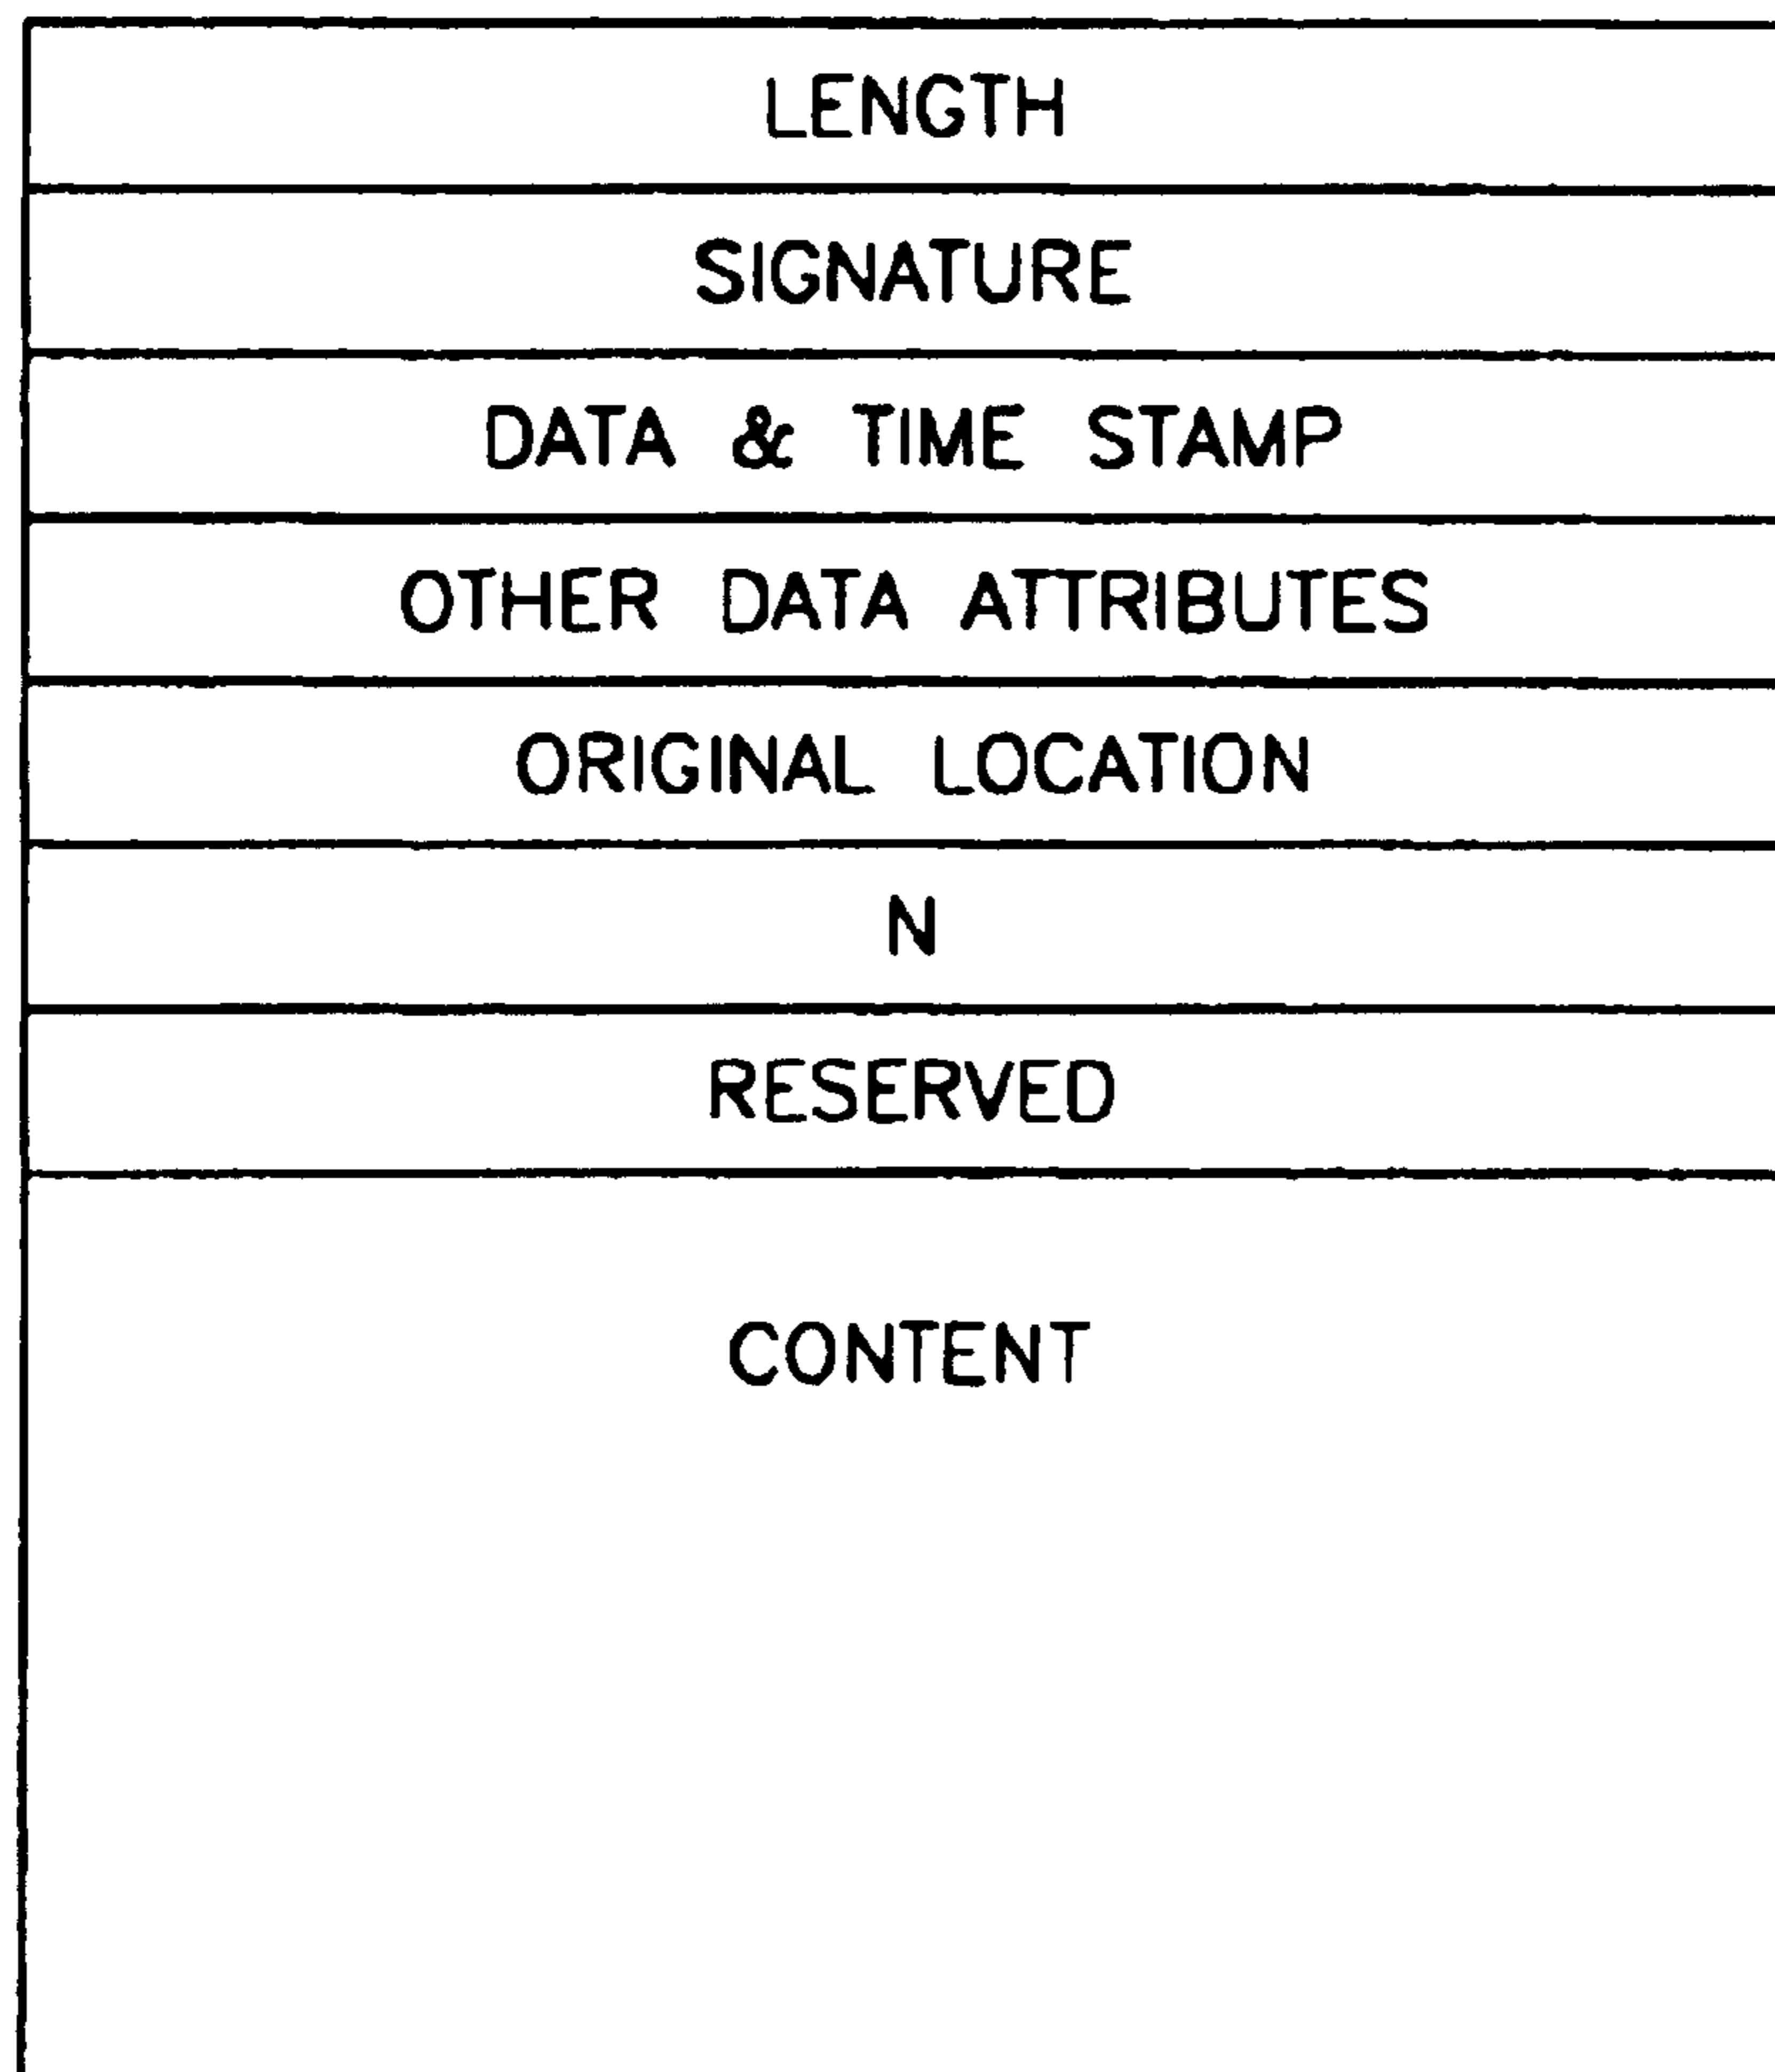 LENGTH
SIGNATURE
DATA & TIME STAMP
OTHER DATA ATTRIBUTES
ORIGINAL LOCATION
N
RESERVED
CONTENT